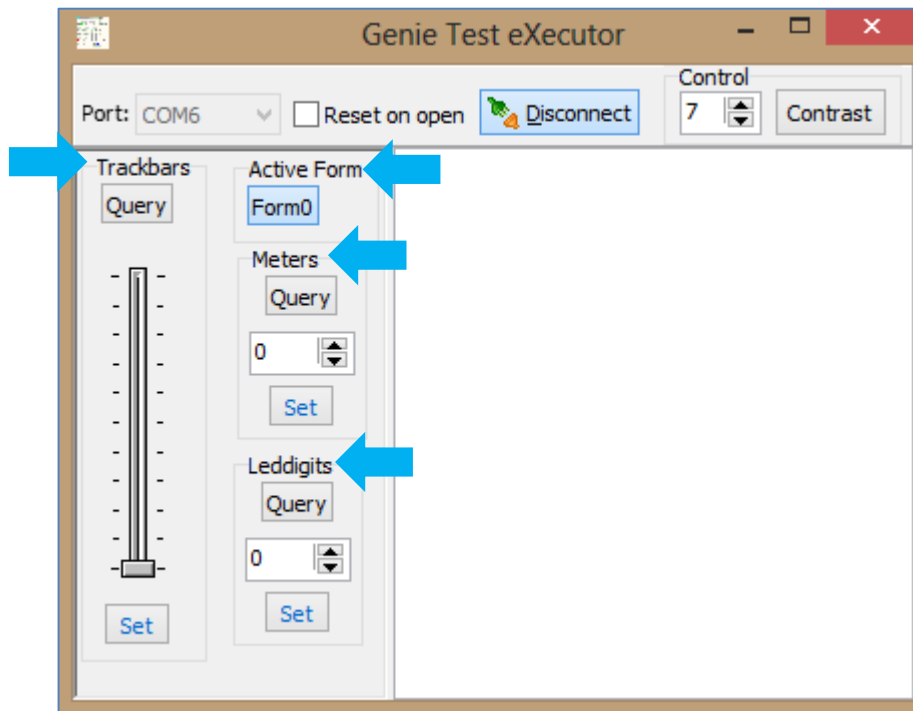 Genie Test eXecutor
Control
Port: COM6 Reset on open Disconnect 7 Contrast
Trackbars
Query
Set
Active Form
Form0
Meters
Query
0
Set
Leddigits
Query
0
Set